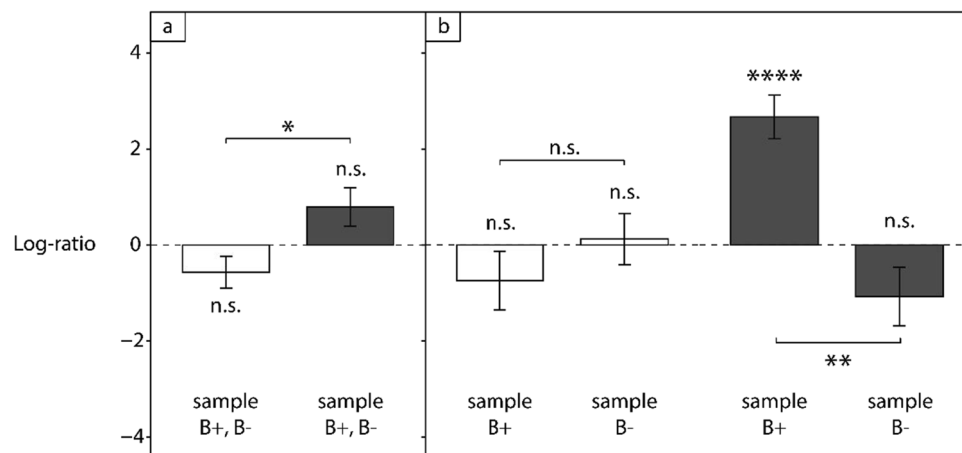 a
b
4
2
0
−2
−4
Log-ratio
*
n.s.
n.s.
n.s.
n.s.
n.s.
****
n.s.
**
sample
B+, B-
sample
B+, B-
sample
B+
sample
B-
sample
B+
sample
B-